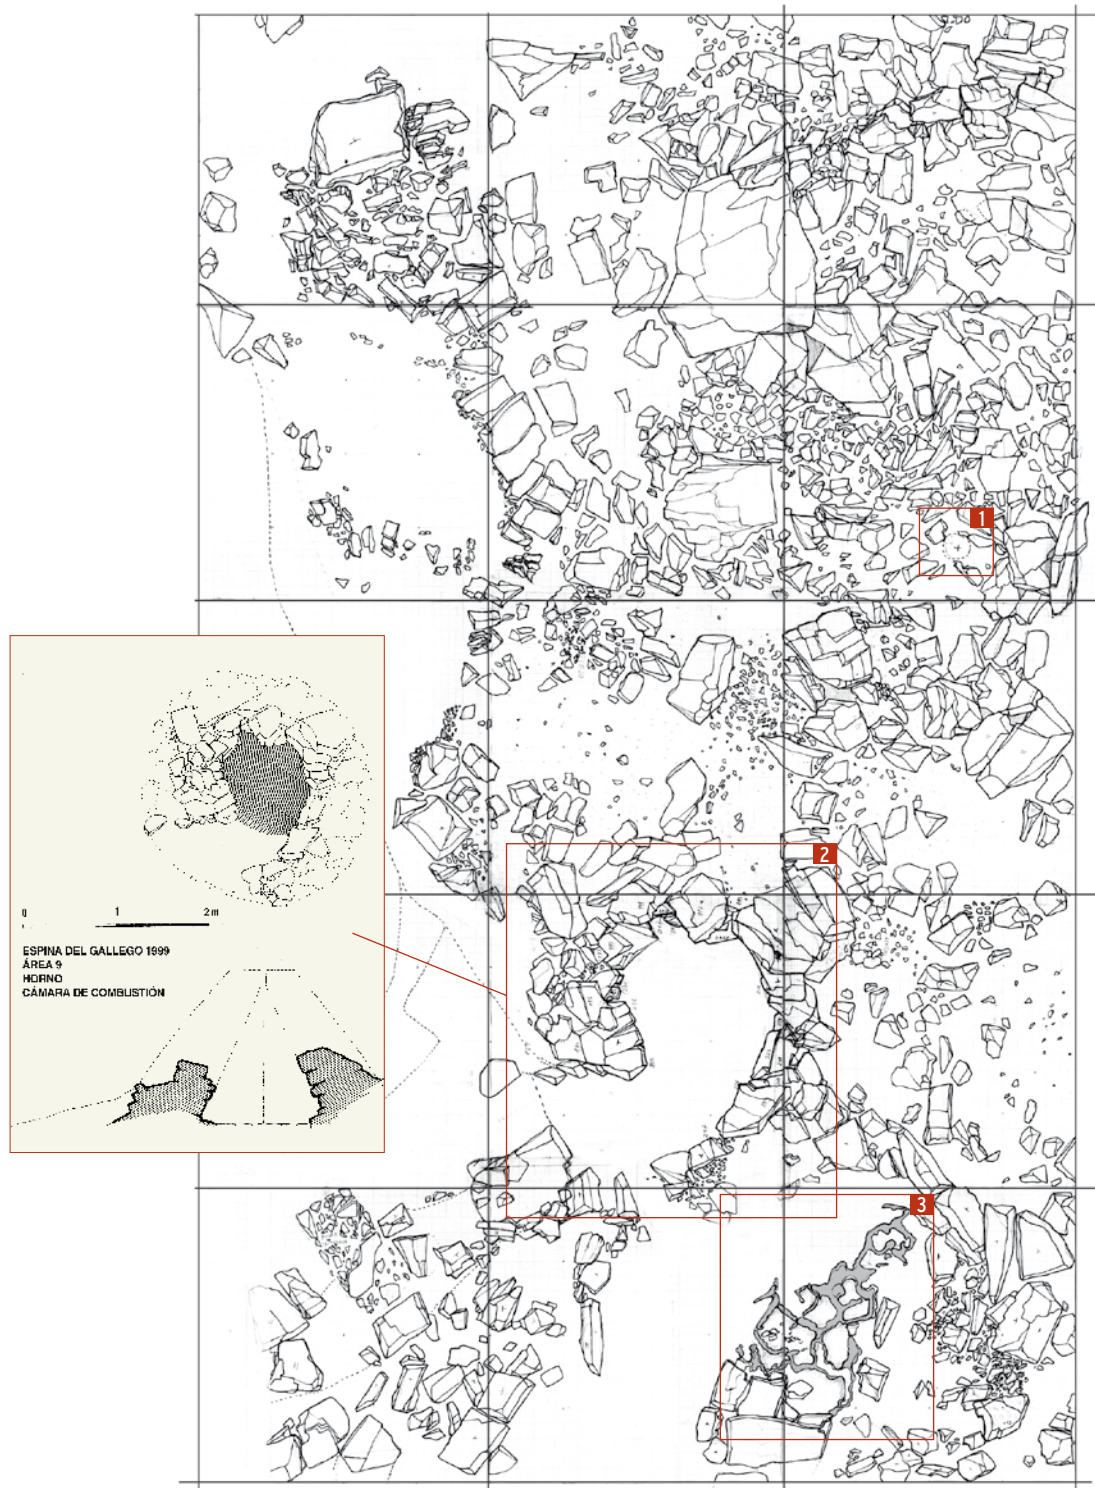 1
2
3
0 1 2 m
ESPINA DEL GALLEGO 1999
ÁREA 9
HORNO
CÁMARA DE COMBUSTIÓN